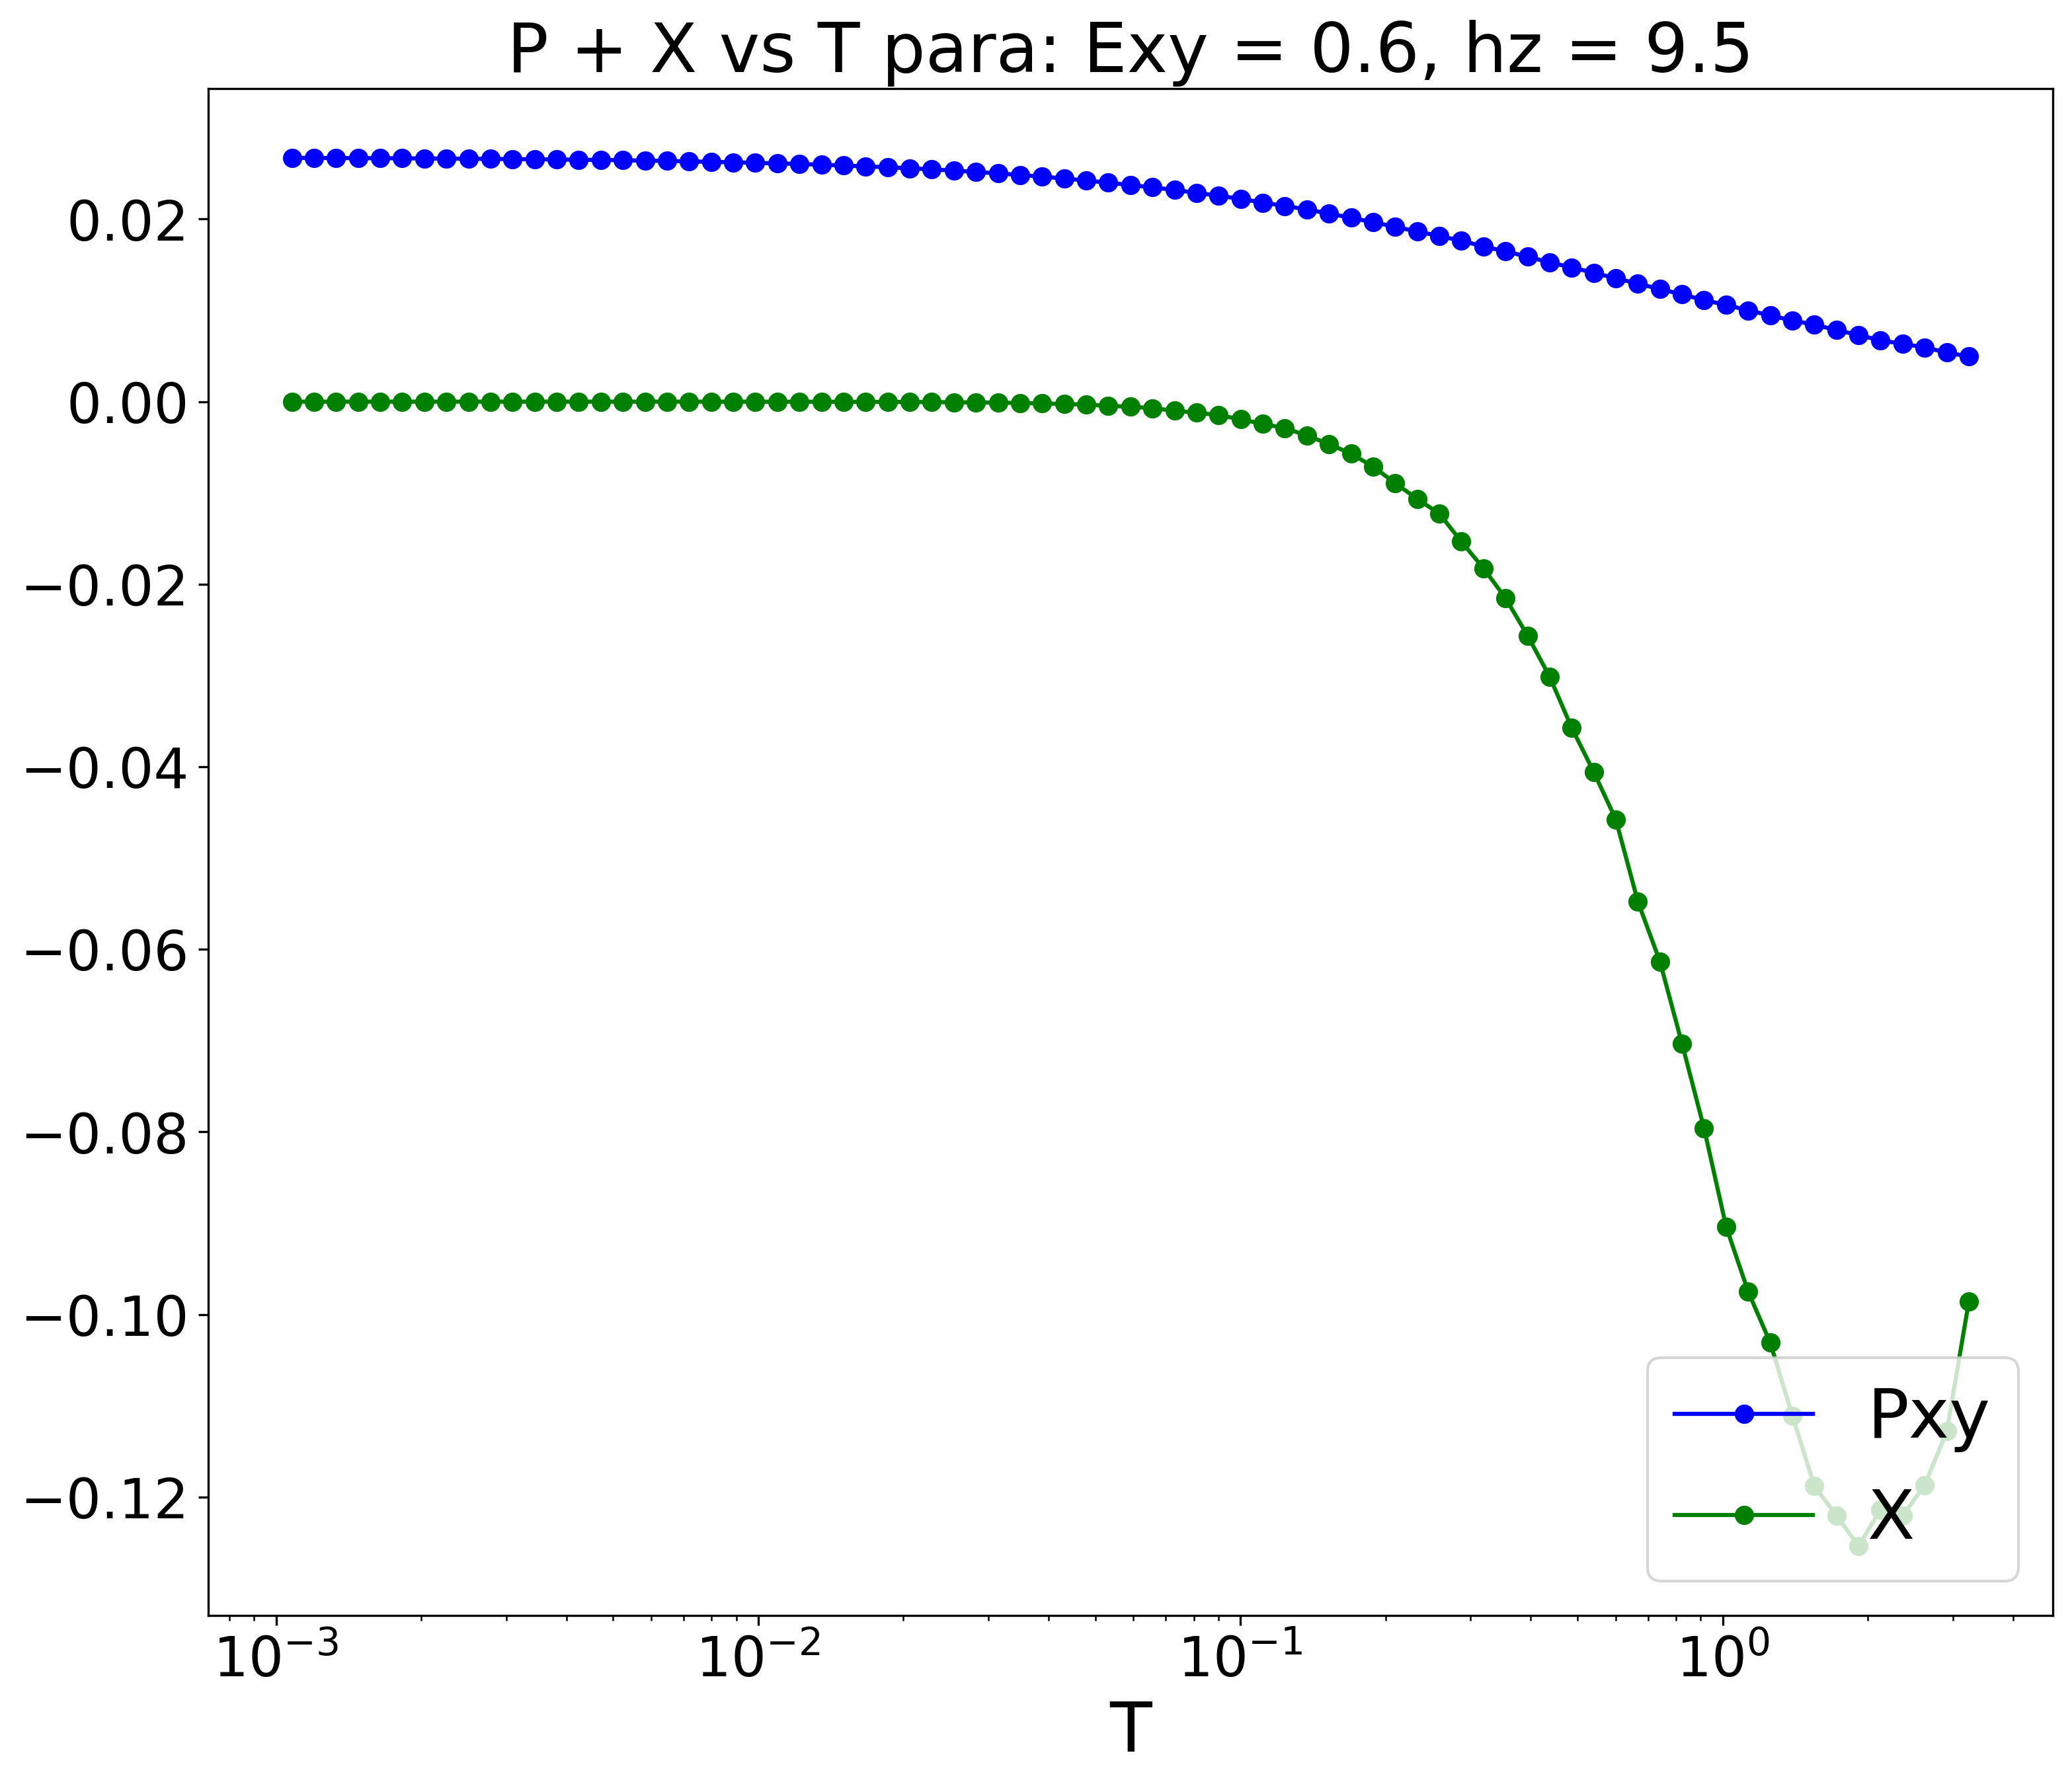 P + X vs T para: Exy = 0.6, hz = 9.5
0.02
0.00
−0.02
−0.04
−0.06
−0.08
−0.10
−0.12
Pxy
X
10⁻³ 10⁻² 10⁻¹ 10⁰
T